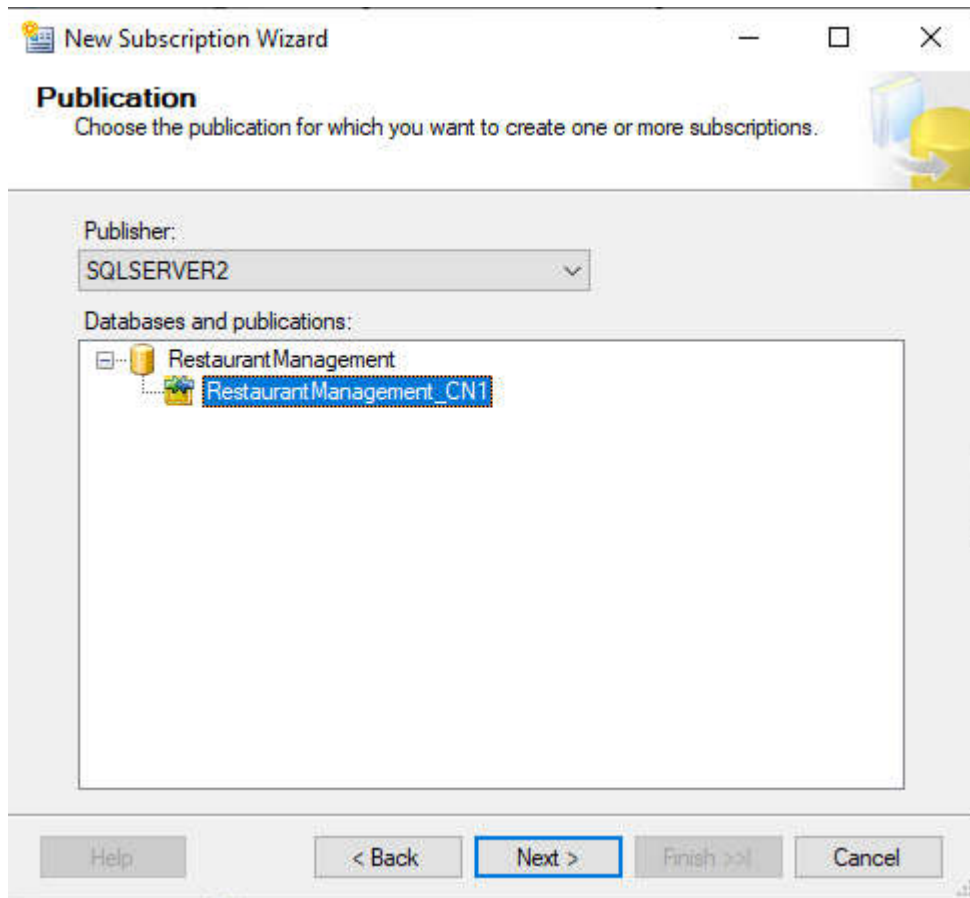 New Subscription Wizard
Publication
Choose the publication for which you want to create one or more subscriptions.
Publisher:
SQLSERVER2
Databases and publications:
RestaurantManagement
RestaurantManagement_CN1
Help
< Back
Next >
Finish >>|
Cancel